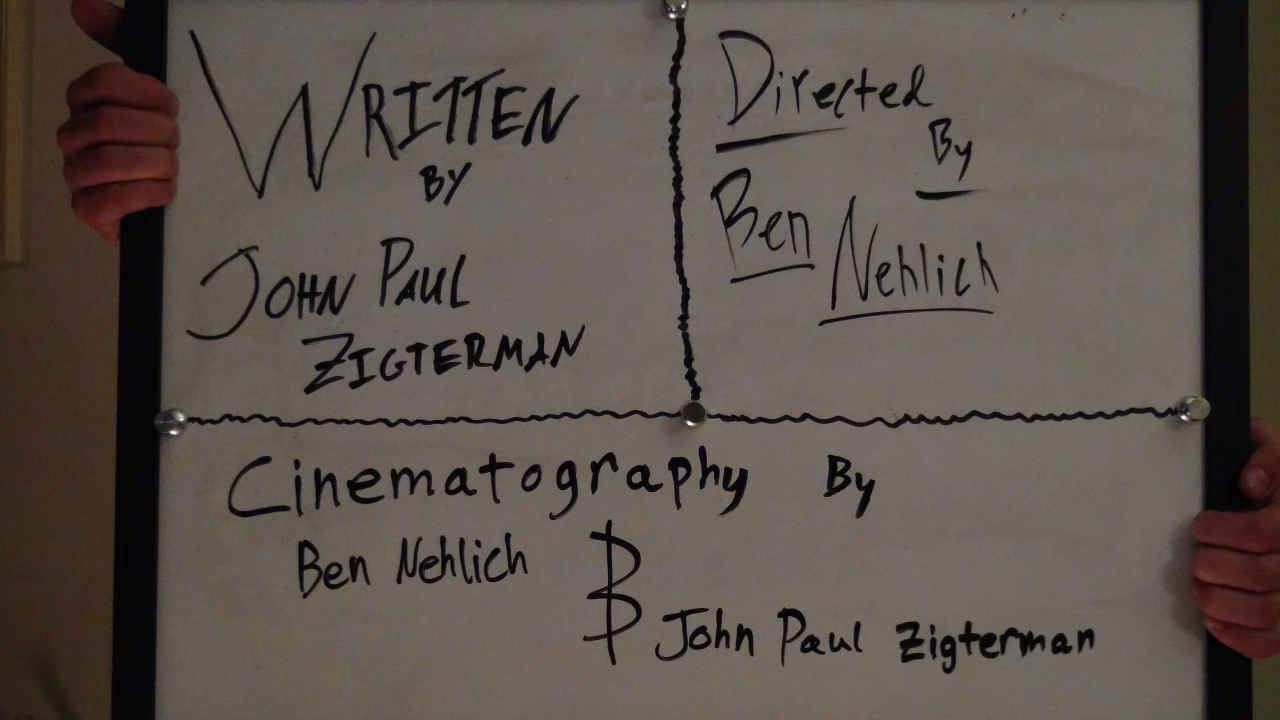 WRITTEN
BY
JOHN PAUL
ZIGTERMAN
Directed
By
Ben Nehlich
Cinematography By
Ben Nehlich
& John Paul Zigterman